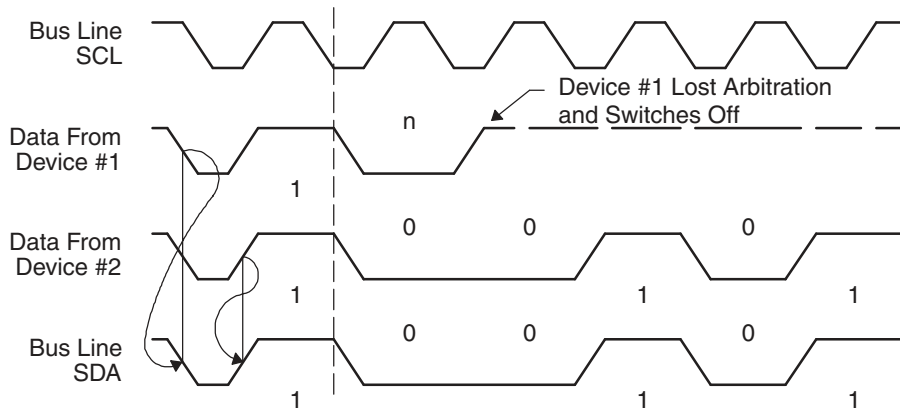 Bus Line
SCL
Device #1 Lost Arbitration
and Switches Off
n
Data From
Device #1
1
0 0 0
Data From
Device #2
1 1 1
0 0 0
Bus Line
SDA
1 1 1